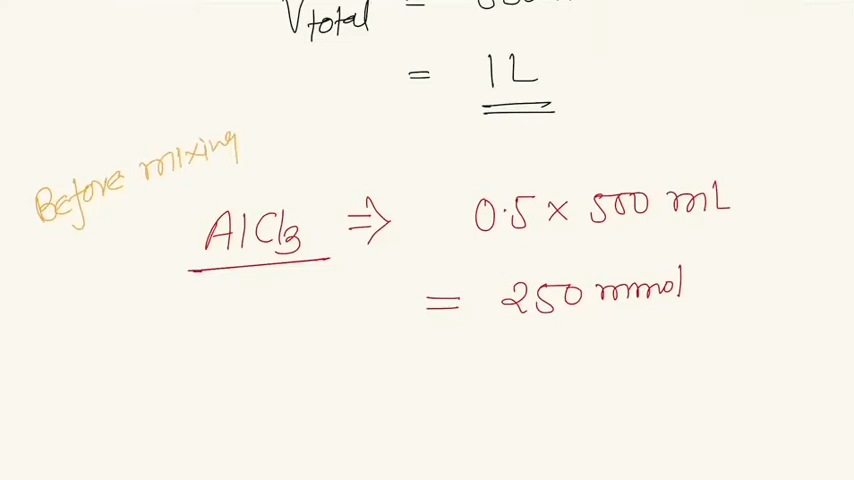 Vtotal =
= 1L
Before mixing
AlCl3 ⇒ 0.5 × 500 mL
= 250 mmol